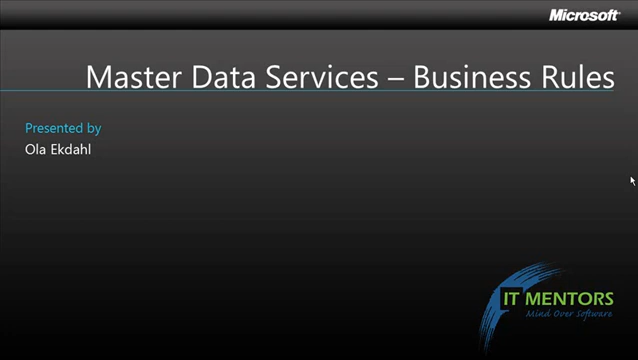 Microsoft
Master Data Services – Business Rules
Presented by
Ola Ekdahl
IT MENTORS
Mind Over Software